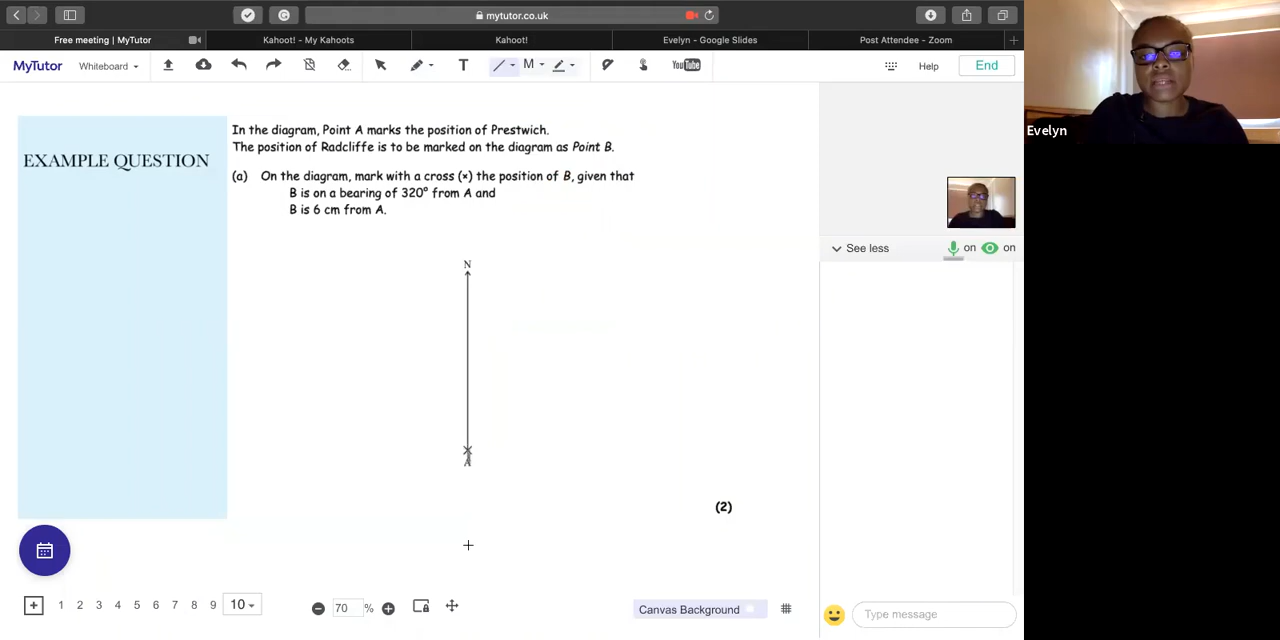 mytutor.co.uk
Free meeting | MyTutor
Kahoot! - My Kahoots
Kahoot!
Evelyn - Google Slides
Post Attendee - Zoom
MyTutor
Whiteboard
T
M
YouTube
Help
End
Evelyn
EXAMPLE QUESTION
In the diagram, Point A marks the position of Prestwich.
The position of Radcliffe is to be marked on the diagram as Point B.
(a) On the diagram, mark with a cross (×) the position of B, given that
B is on a bearing of 320° from A and
B is 6 cm from A.
N
A
(2)
See less
on
on
1 2 3 4 5 6 7 8 9 10
70 %
Canvas Background
Type message